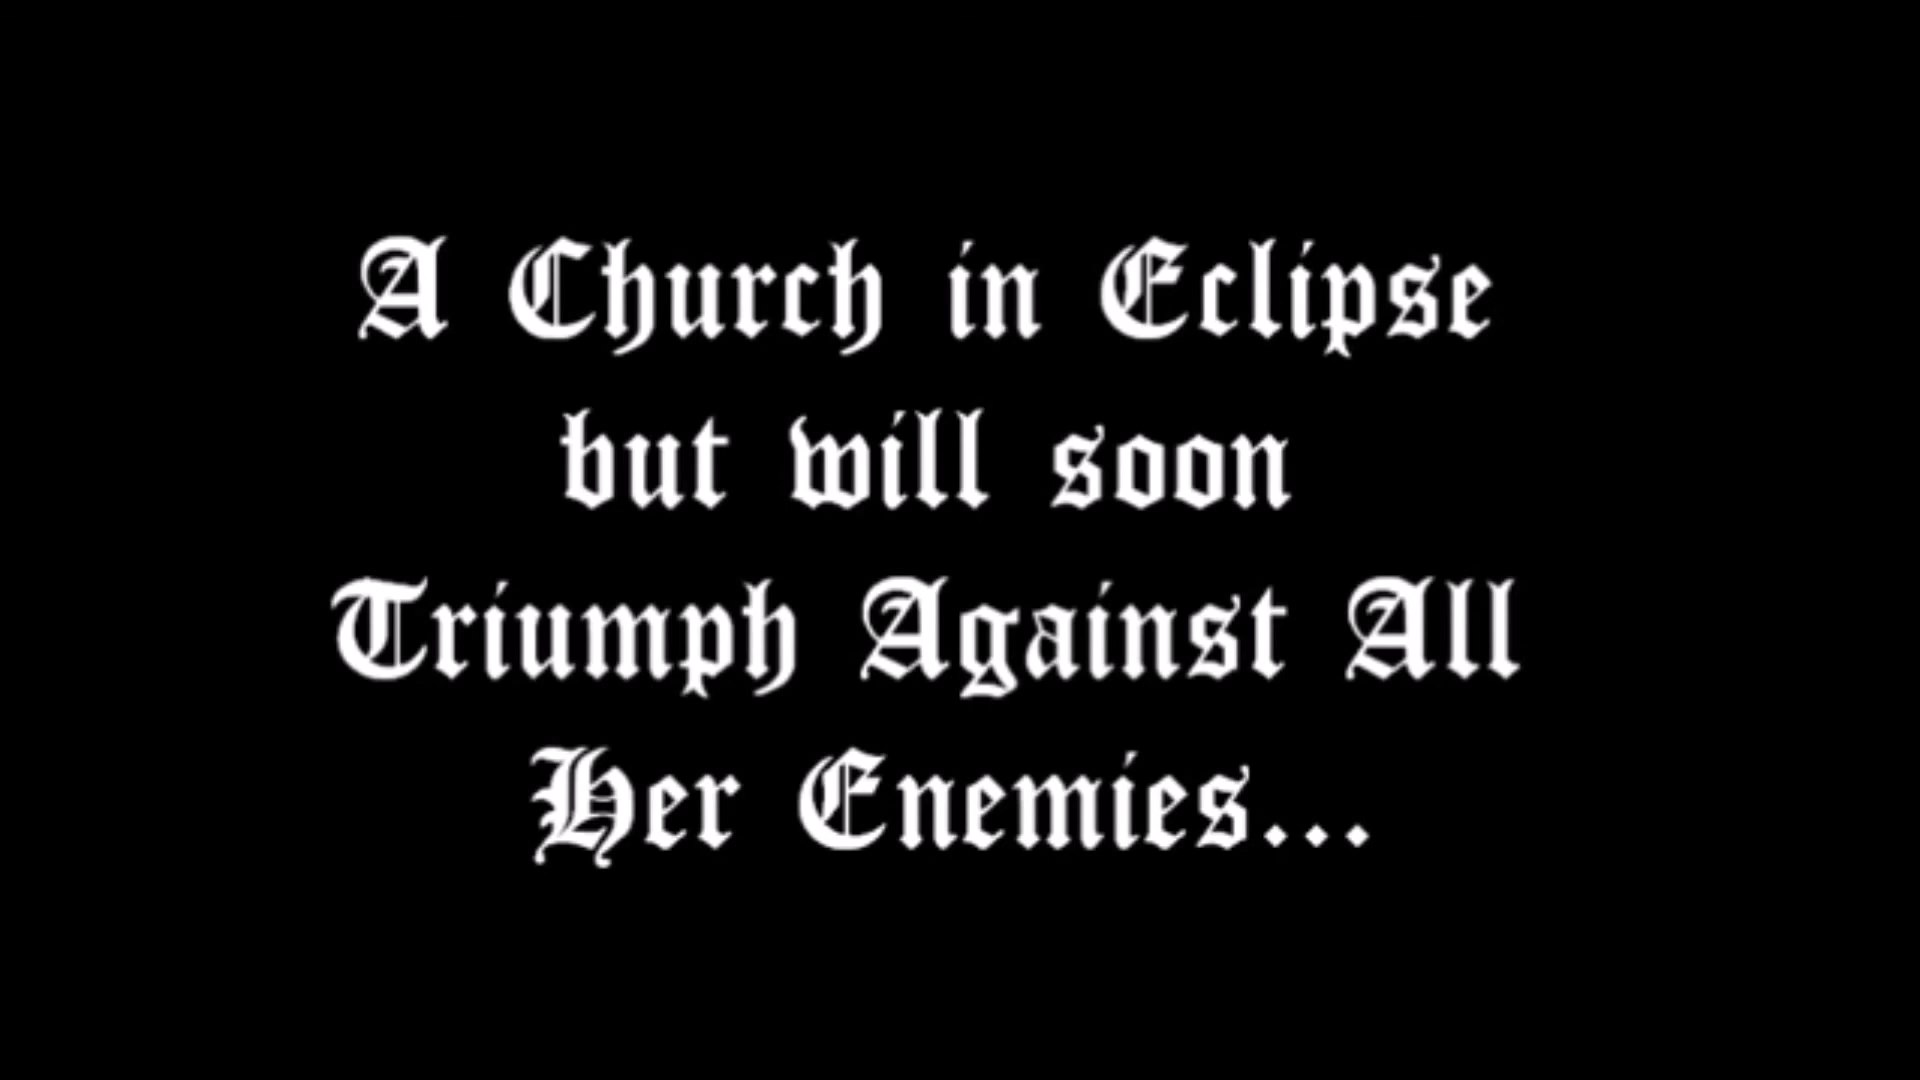 A Church in Eclipse
but will soon
Triumph Against All
Her Enemies...